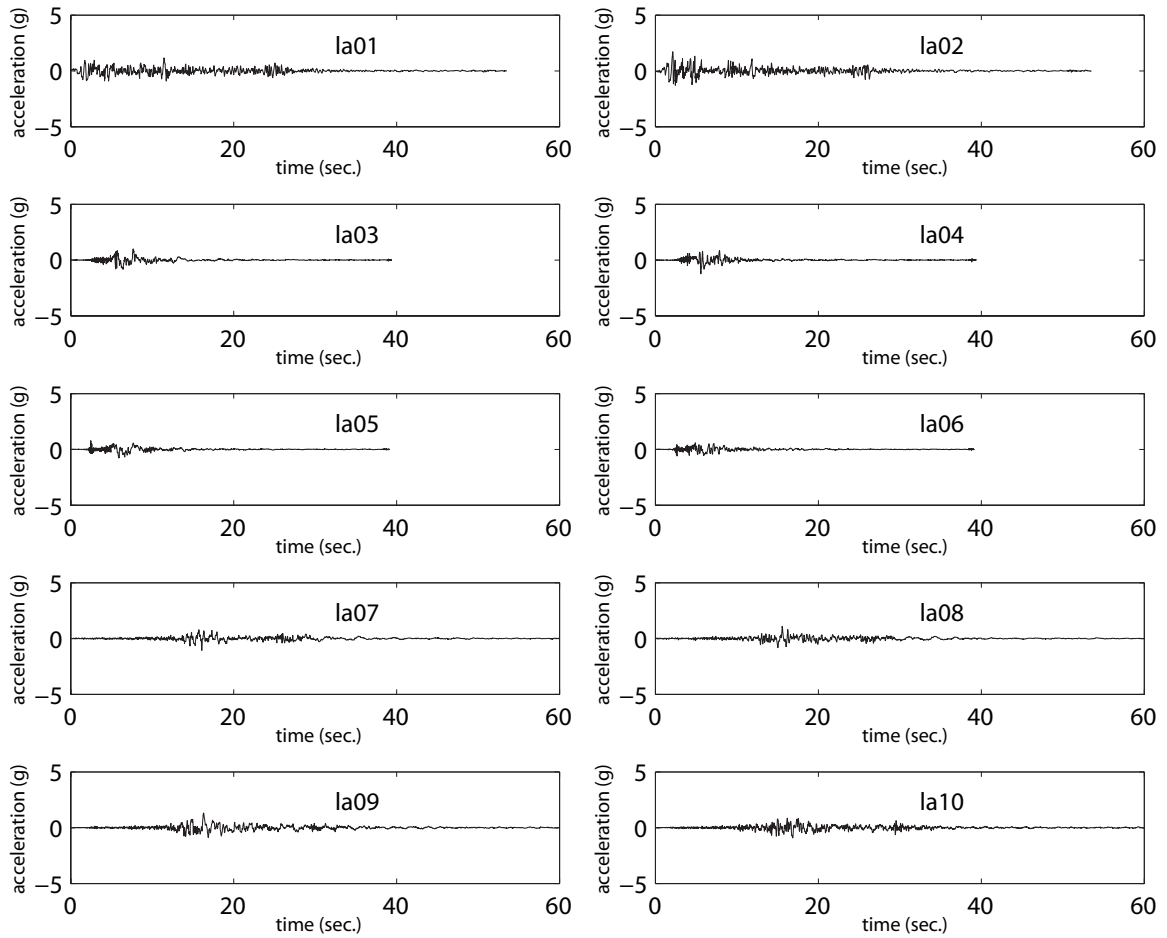 5
0
−5
acceleration (g)
la01
0 20 40 60
time (sec.)
5
0
−5
acceleration (g)
la02
0 20 40 60
time (sec.)
5
0
−5
acceleration (g)
la03
0 20 40 60
time (sec.)
5
0
−5
acceleration (g)
la04
0 20 40 60
time (sec.)
5
0
−5
acceleration (g)
la05
0 20 40 60
time (sec.)
5
0
−5
acceleration (g)
la06
0 20 40 60
time (sec.)
5
0
−5
acceleration (g)
la07
0 20 40 60
time (sec.)
5
0
−5
acceleration (g)
la08
0 20 40 60
time (sec.)
5
0
−5
acceleration (g)
la09
0 20 40 60
time (sec.)
5
0
−5
acceleration (g)
la10
0 20 40 60
time (sec.)